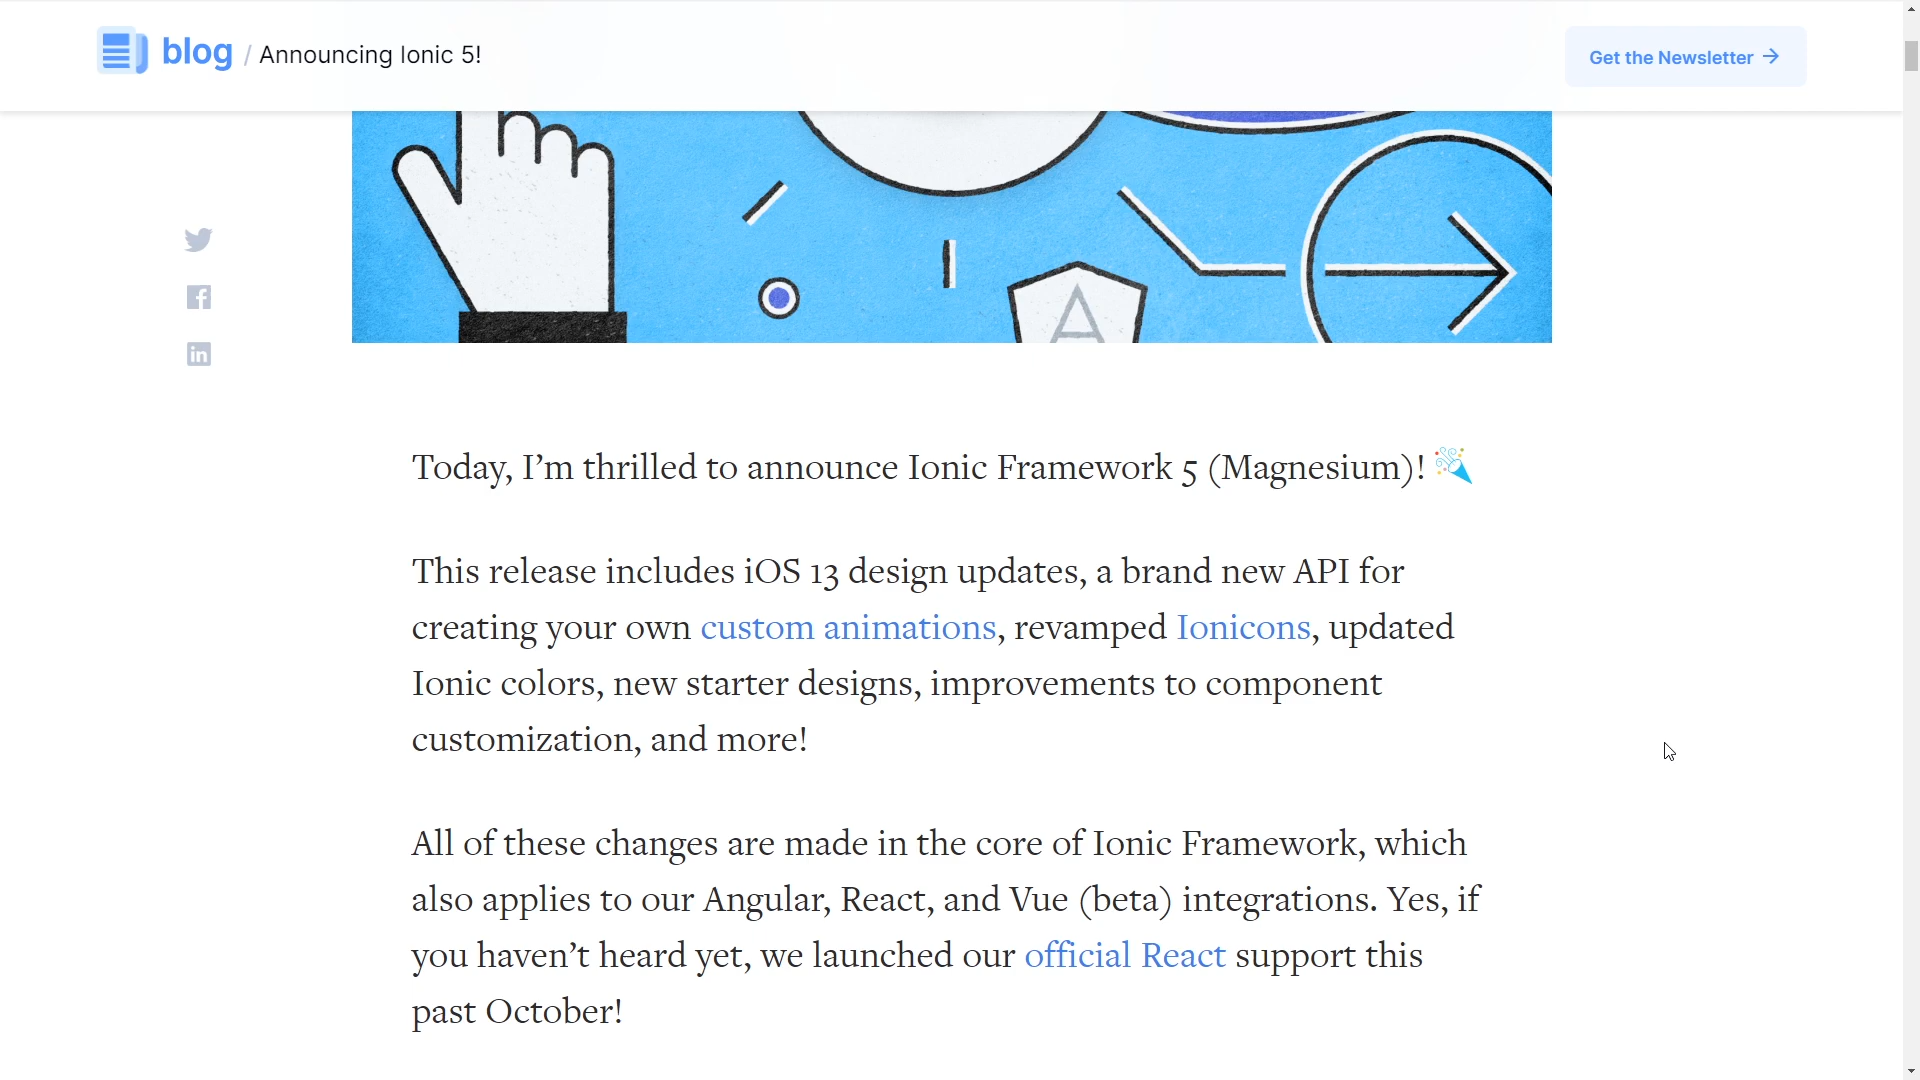 blog / Announcing Ionic 5!
Get the Newsletter →
Today, I’m thrilled to announce Ionic Framework 5 (Magnesium)! 🎉
This release includes iOS 13 design updates, a brand new API for
creating your own custom animations, revamped Ionicons, updated
Ionic colors, new starter designs, improvements to component
customization, and more!
All of these changes are made in the core of Ionic Framework, which
also applies to our Angular, React, and Vue (beta) integrations. Yes, if
you haven’t heard yet, we launched our official React support this
past October!